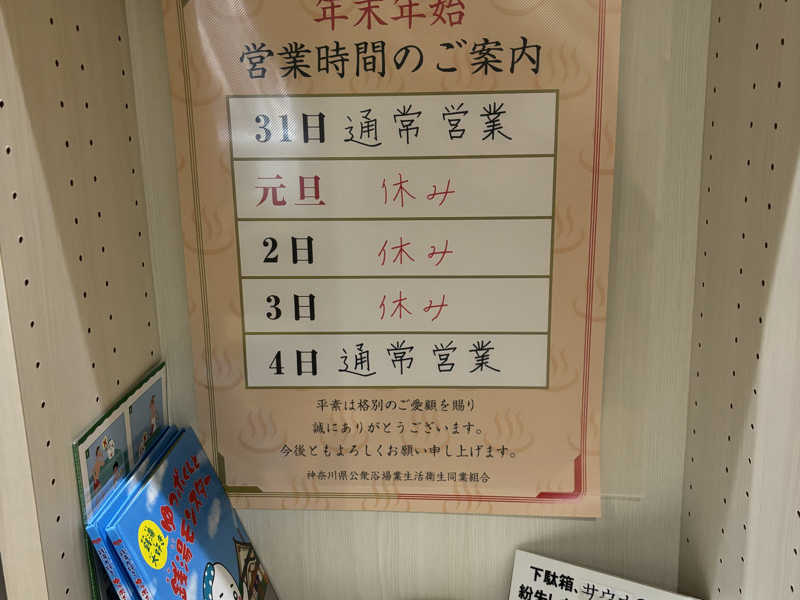 年末年始
営業時間のご案内
31日 通常営業
元旦 休み
2日 休み
3日 休み
4日 通常営業
平素は格別のご愛顧を賜り
誠にありがとうございます。
今後ともよろしくお願い申し上げます。
神奈川県公衆浴場業生活衛生同業組合
下駄箱、サウナ